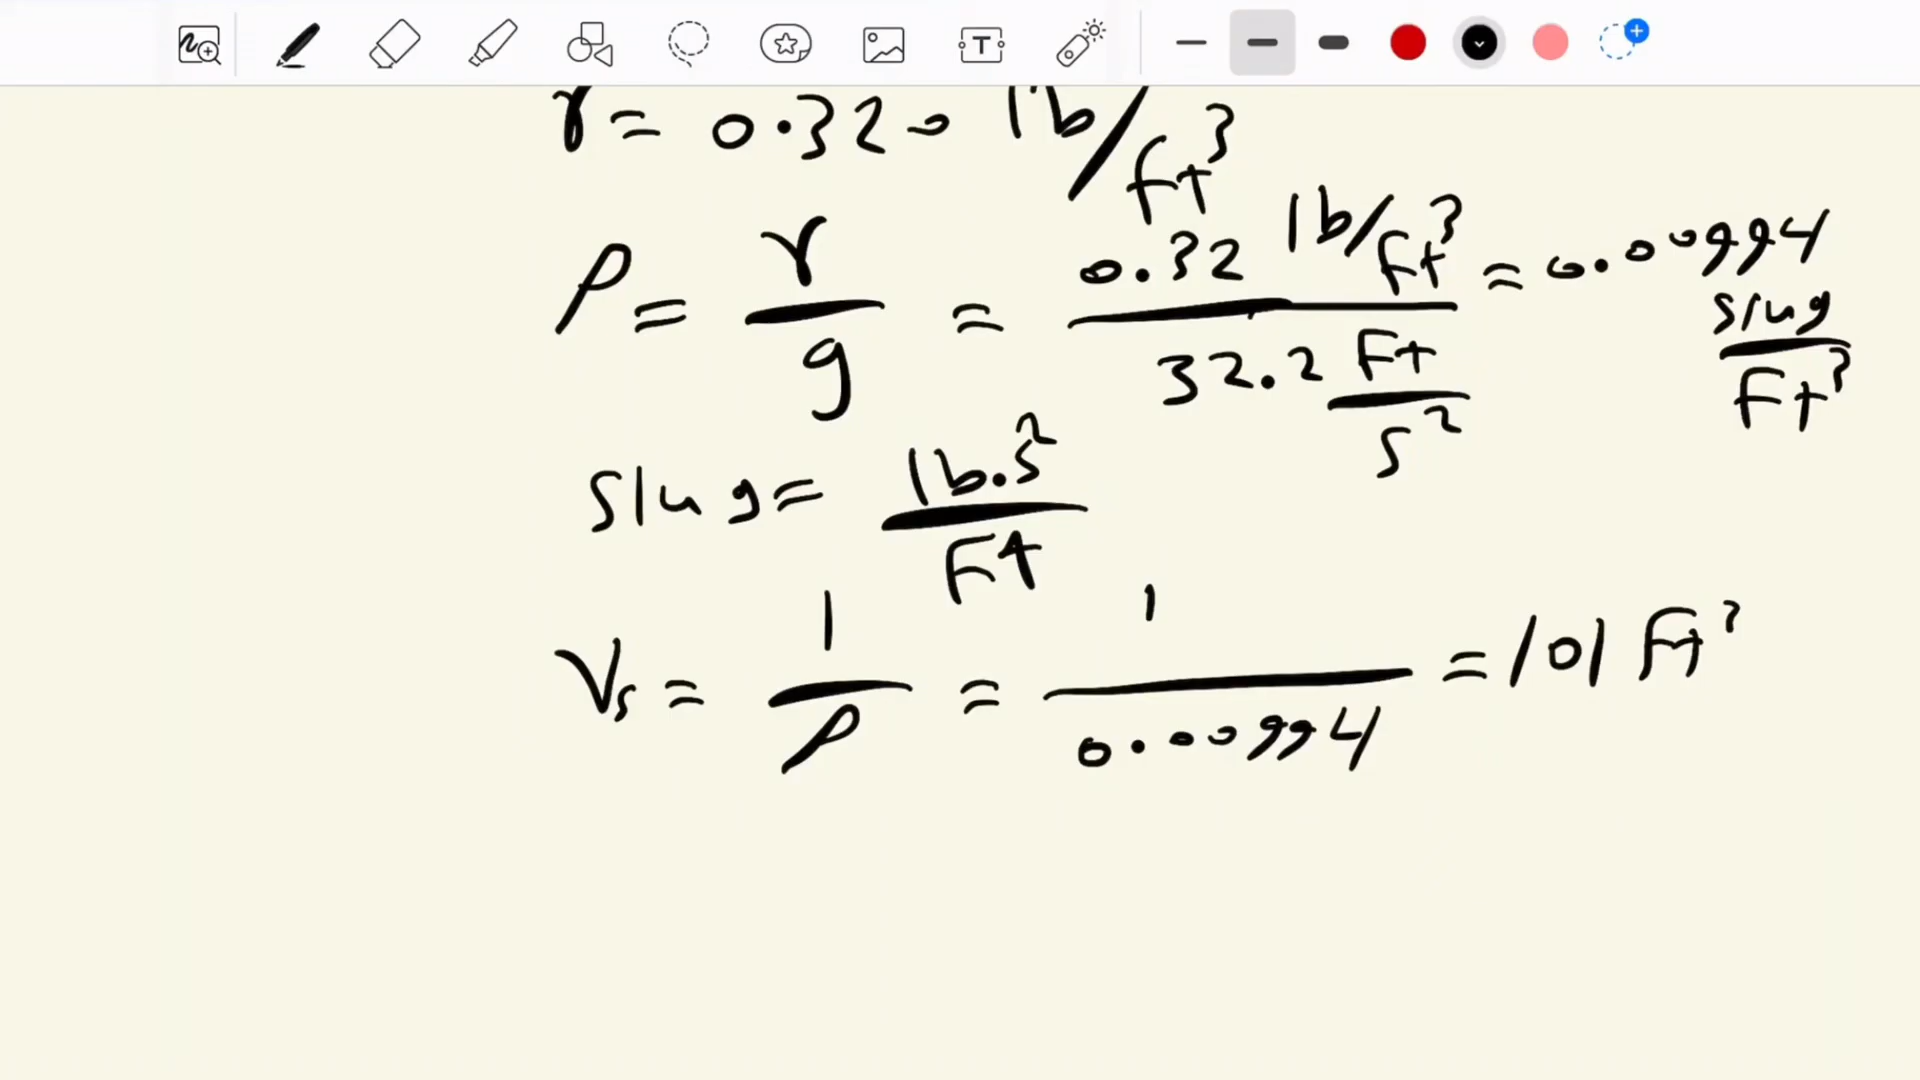 γ = 0.320 lb/ft³
ρ = γ/g = 0.32 lb/ft³ / 32.2 ft/s² = 0.00994 slug/ft³
slug = lb.s²/ft
Vs = 1/ρ = 1/0.00994 = 101 ft³